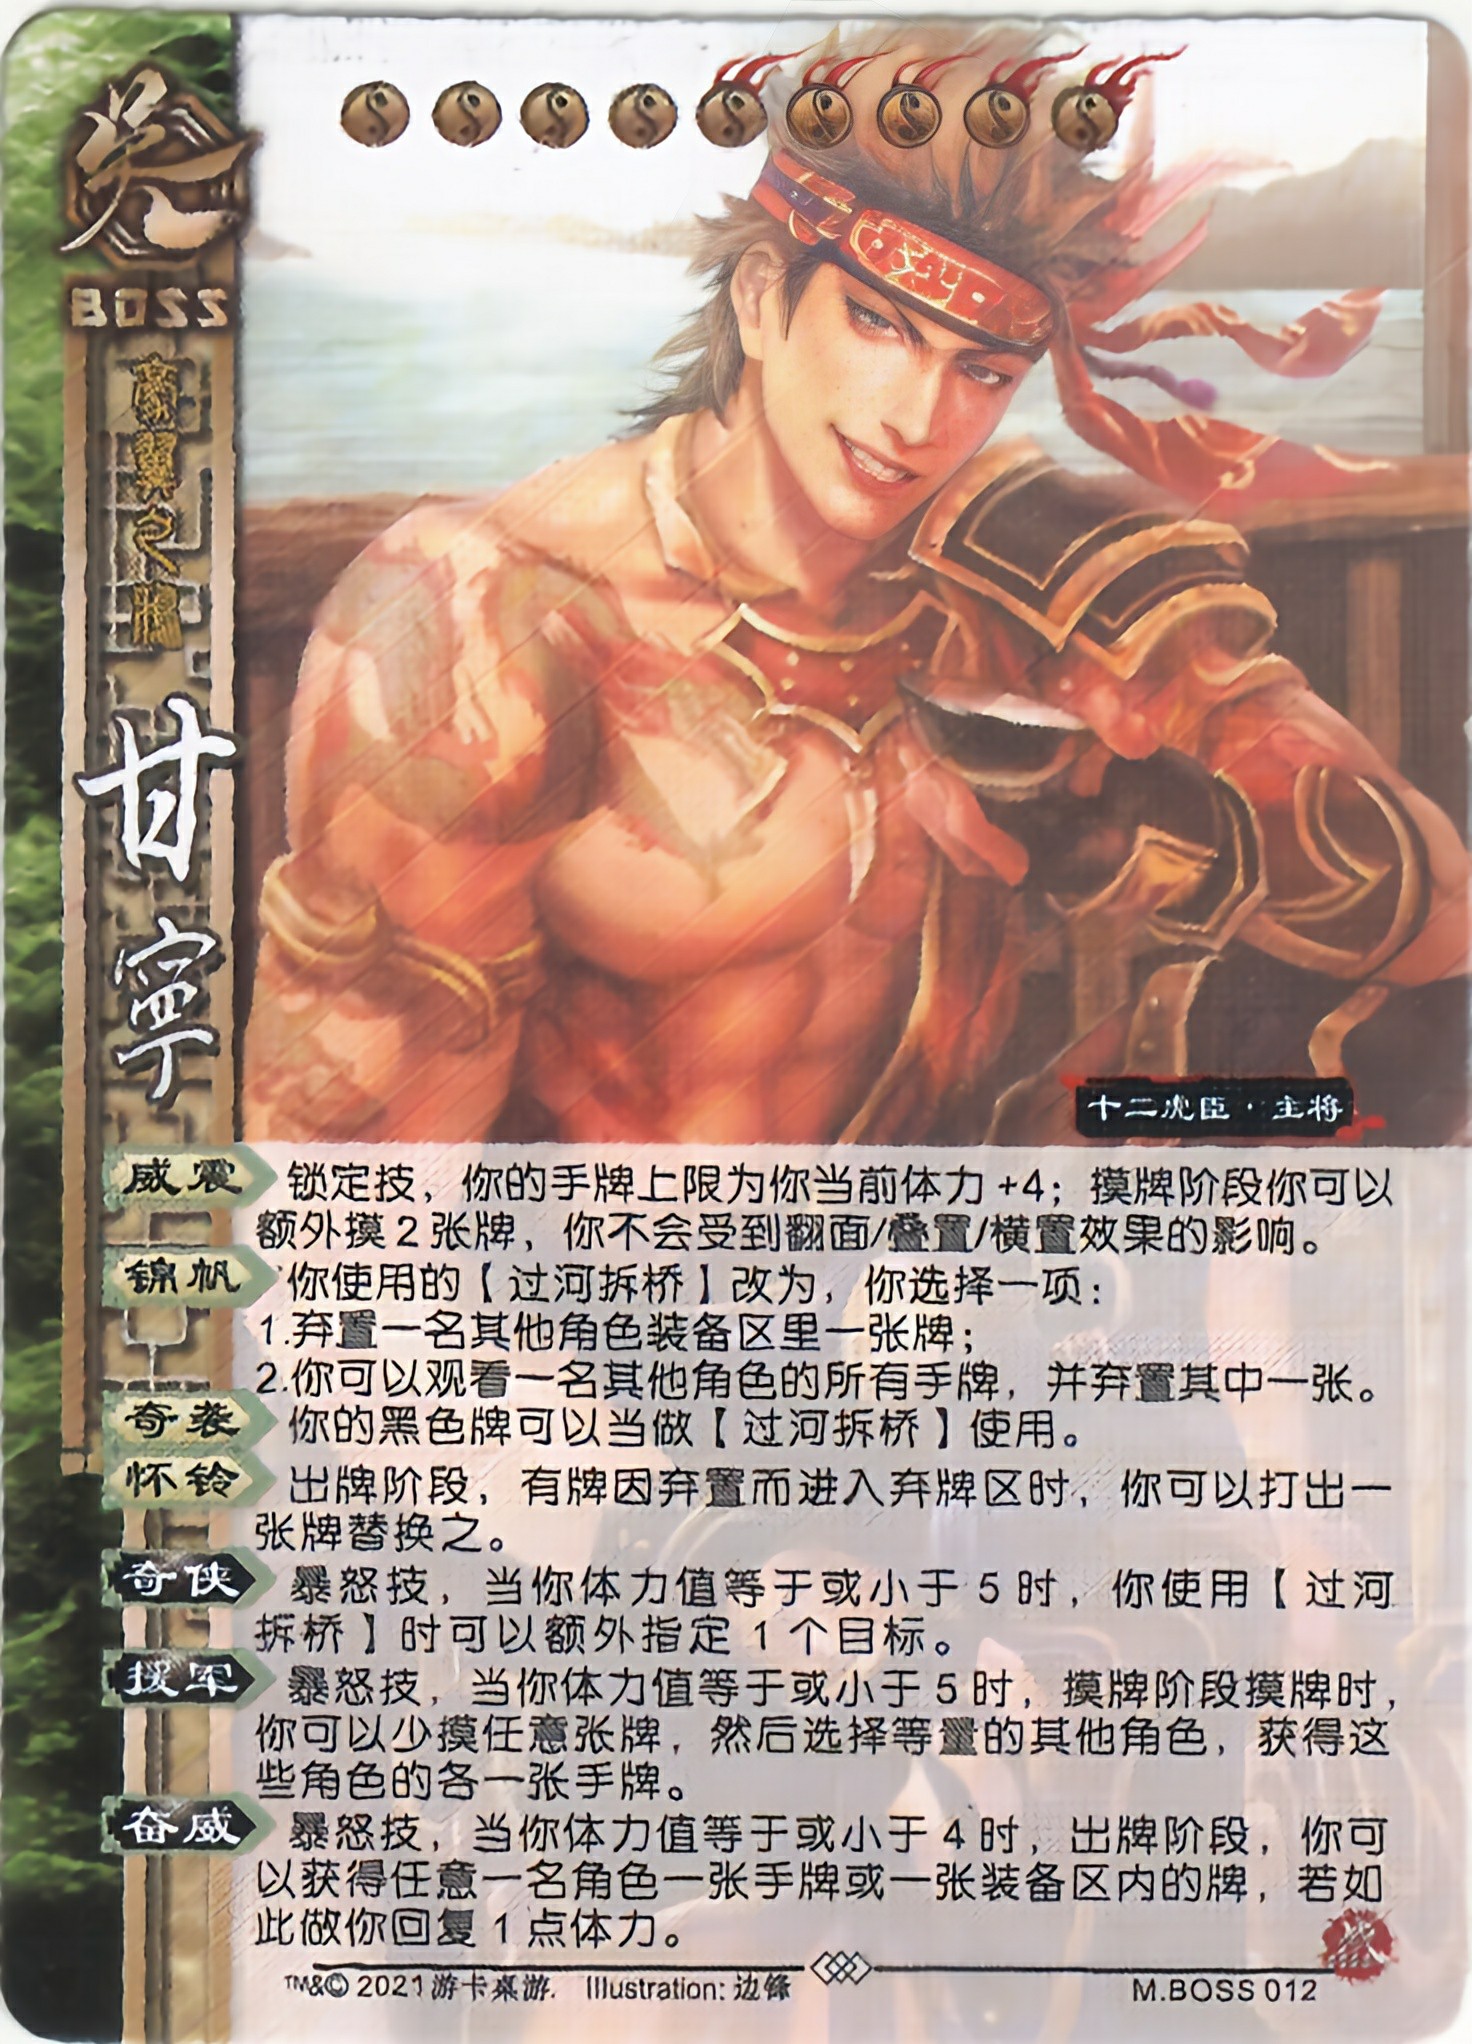 BOSS
之
甘寧
十二虎臣·主将
威震 锁定技，你的手牌上限为你当前体力+4；摸牌阶段你可以
额外摸2张牌，你不会受到翻面/叠置/横置效果的影响。
锦帆 你使用的【过河拆桥】改为，你选择一项：
1.弃置一名其他角色装备区里一张牌；
2.你可以观看一名其他角色的所有手牌，并弃置其中一张。
奇袭 你的黑色牌可以当做【过河拆桥】使用。
怀铃 出牌阶段，有牌因弃置而进入弃牌区时，你可以打出一
张牌替换之。
奇侠 暴怒技，当你体力值等于或小于5时，你使用【过河
拆桥】时可以额外指定1个目标。
援军 暴怒技，当你体力值等于或小于5时，摸牌阶段摸牌时，
你可以少摸任意张牌，然后选择等量的其他角色，获得这
些角色的各一张手牌。
奋威 暴怒技，当你体力值等于或小于4时，出牌阶段，你可
以获得任意一名角色一张手牌或一张装备区内的牌，若如
此做你回复1点体力。
™&© 2021游卡桌游. Illustration:边锋
M.BOSS 012